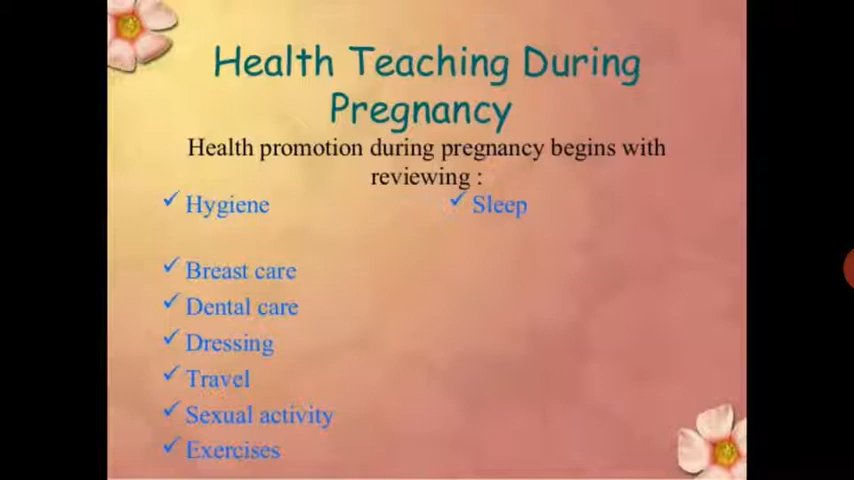 Health Teaching During
Pregnancy
Health promotion during pregnancy begins with
reviewing :
✓ Hygiene
✓ Sleep
✓ Breast care
✓ Dental care
✓ Dressing
✓ Travel
✓ Sexual activity
✓ Exercises